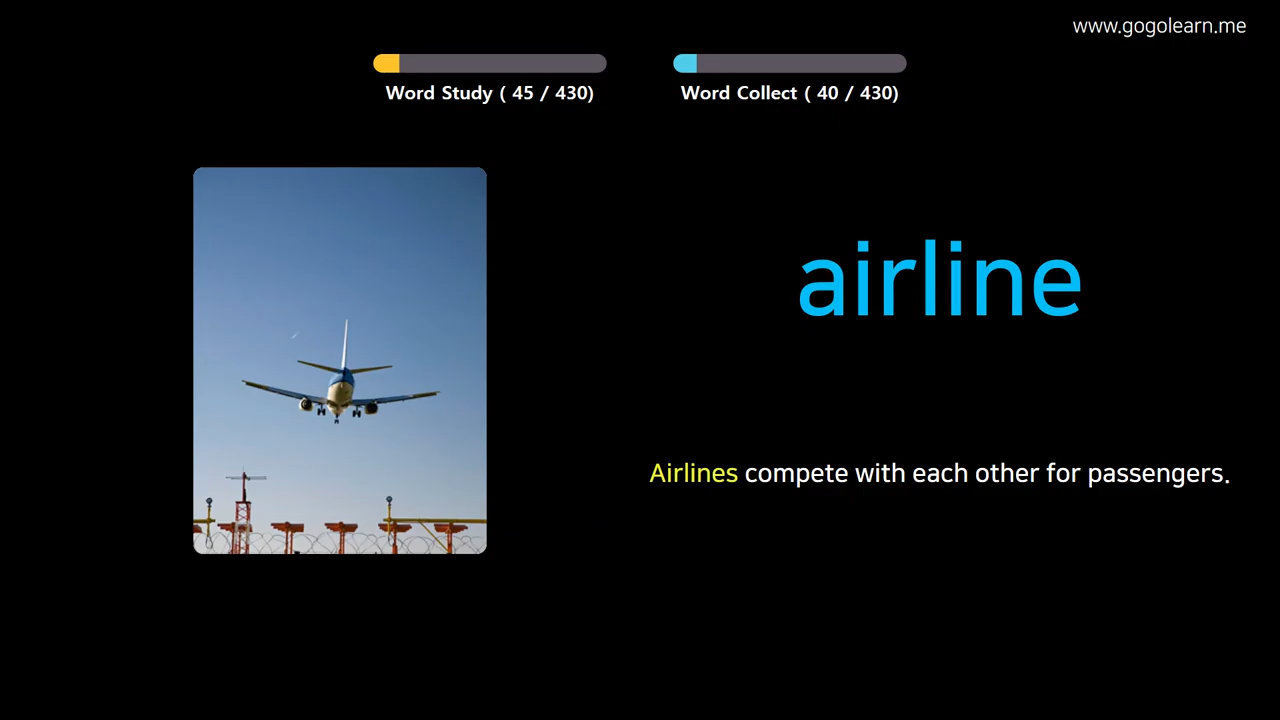 www.gogolearn.me
Word Study ( 45 / 430)
Word Collect ( 40 / 430)
airline
Airlines compete with each other for passengers.